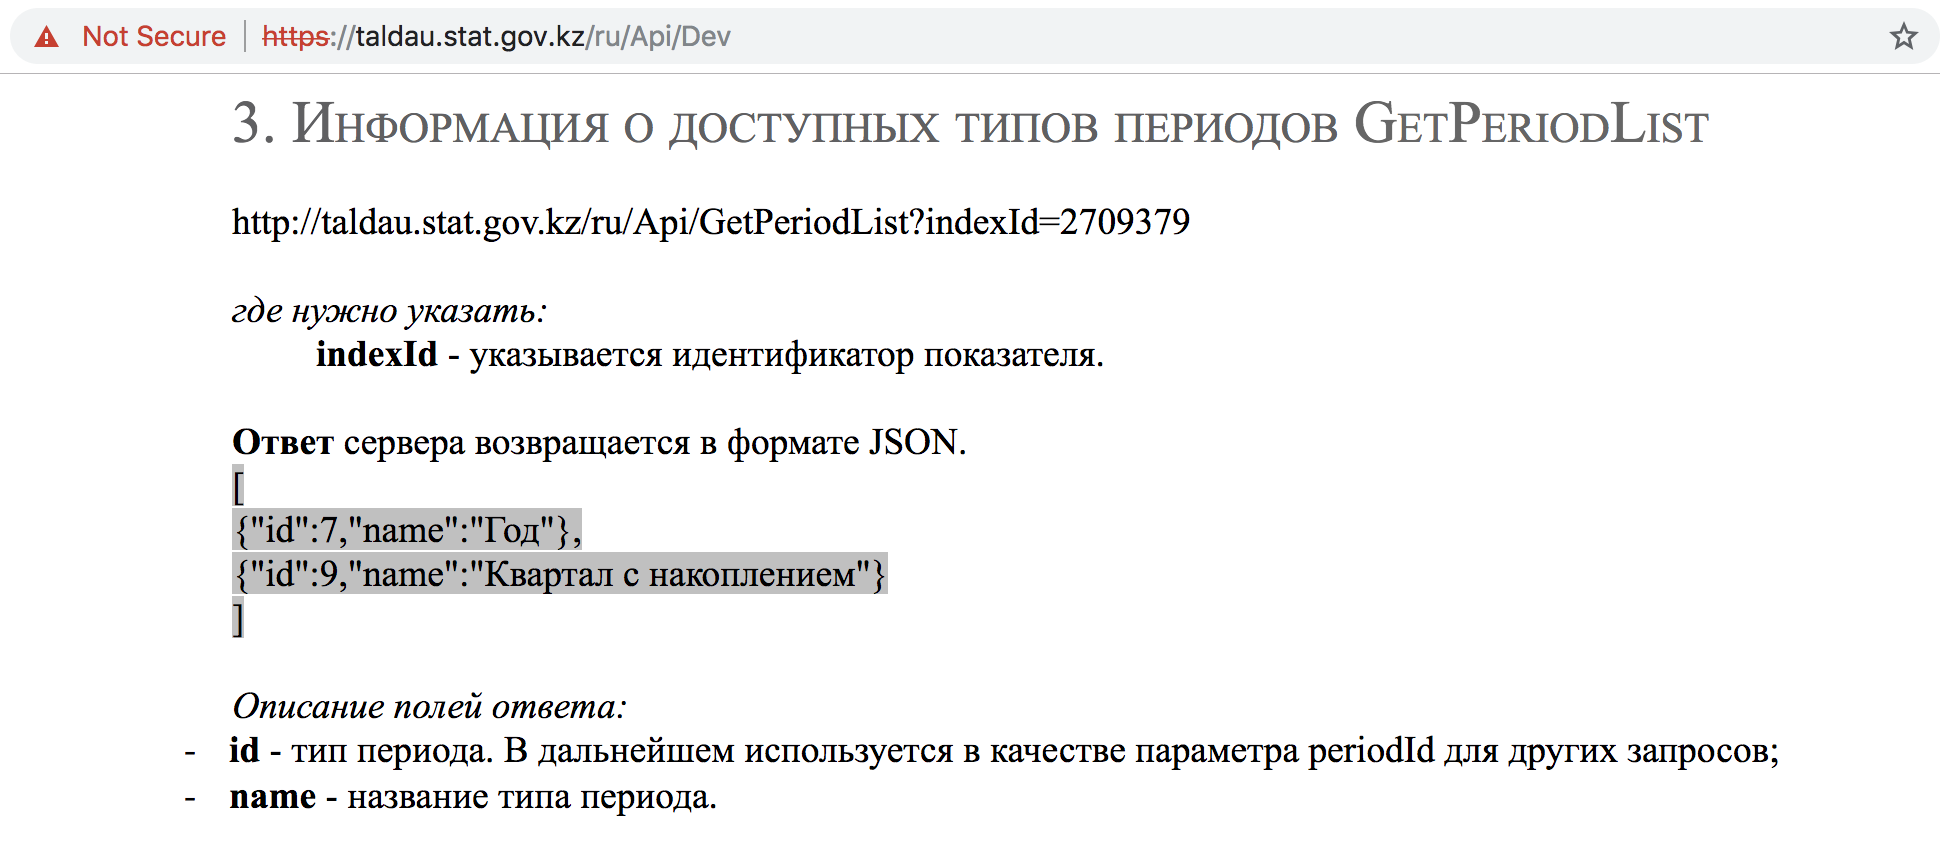 Not Secure | https://taldau.stat.gov.kz/ru/Api/Dev
3. Информация о доступных типов периодов GetPeriodList
http://taldau.stat.gov.kz/ru/Api/GetPeriodList?indexId=2709379
где нужно указать:
indexId - указывается идентификатор показателя.
Ответ сервера возвращается в формате JSON.
[
{"id":7,"name":"Год"},
{"id":9,"name":"Квартал с накоплением"}
]
Описание полей ответа:
- id - тип периода. В дальнейшем используется в качестве параметра periodId для других запросов;
- name - название типа периода.